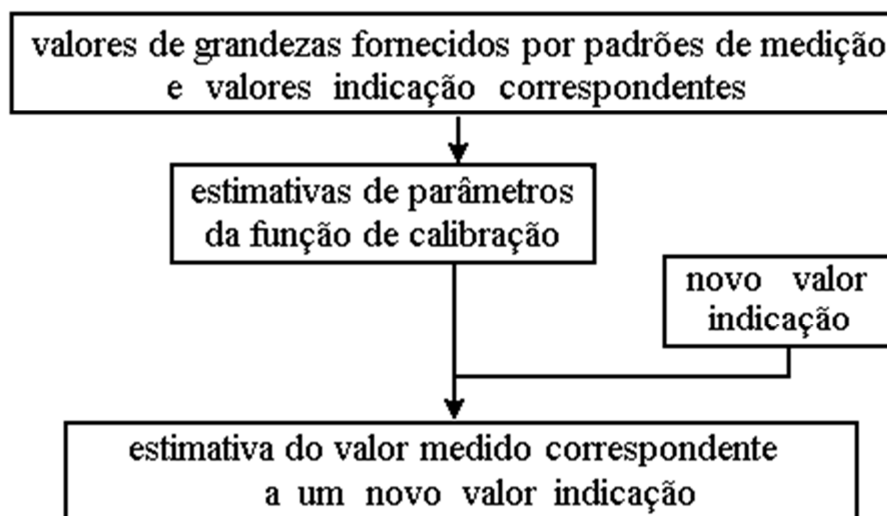 valores de grandezas fornecidos por padrões de medição
e valores indicação correspondentes
estimativas de parâmetros
da função de calibração
novo valor
indicação
estimativa do valor medido correspondente
a um novo valor indicação